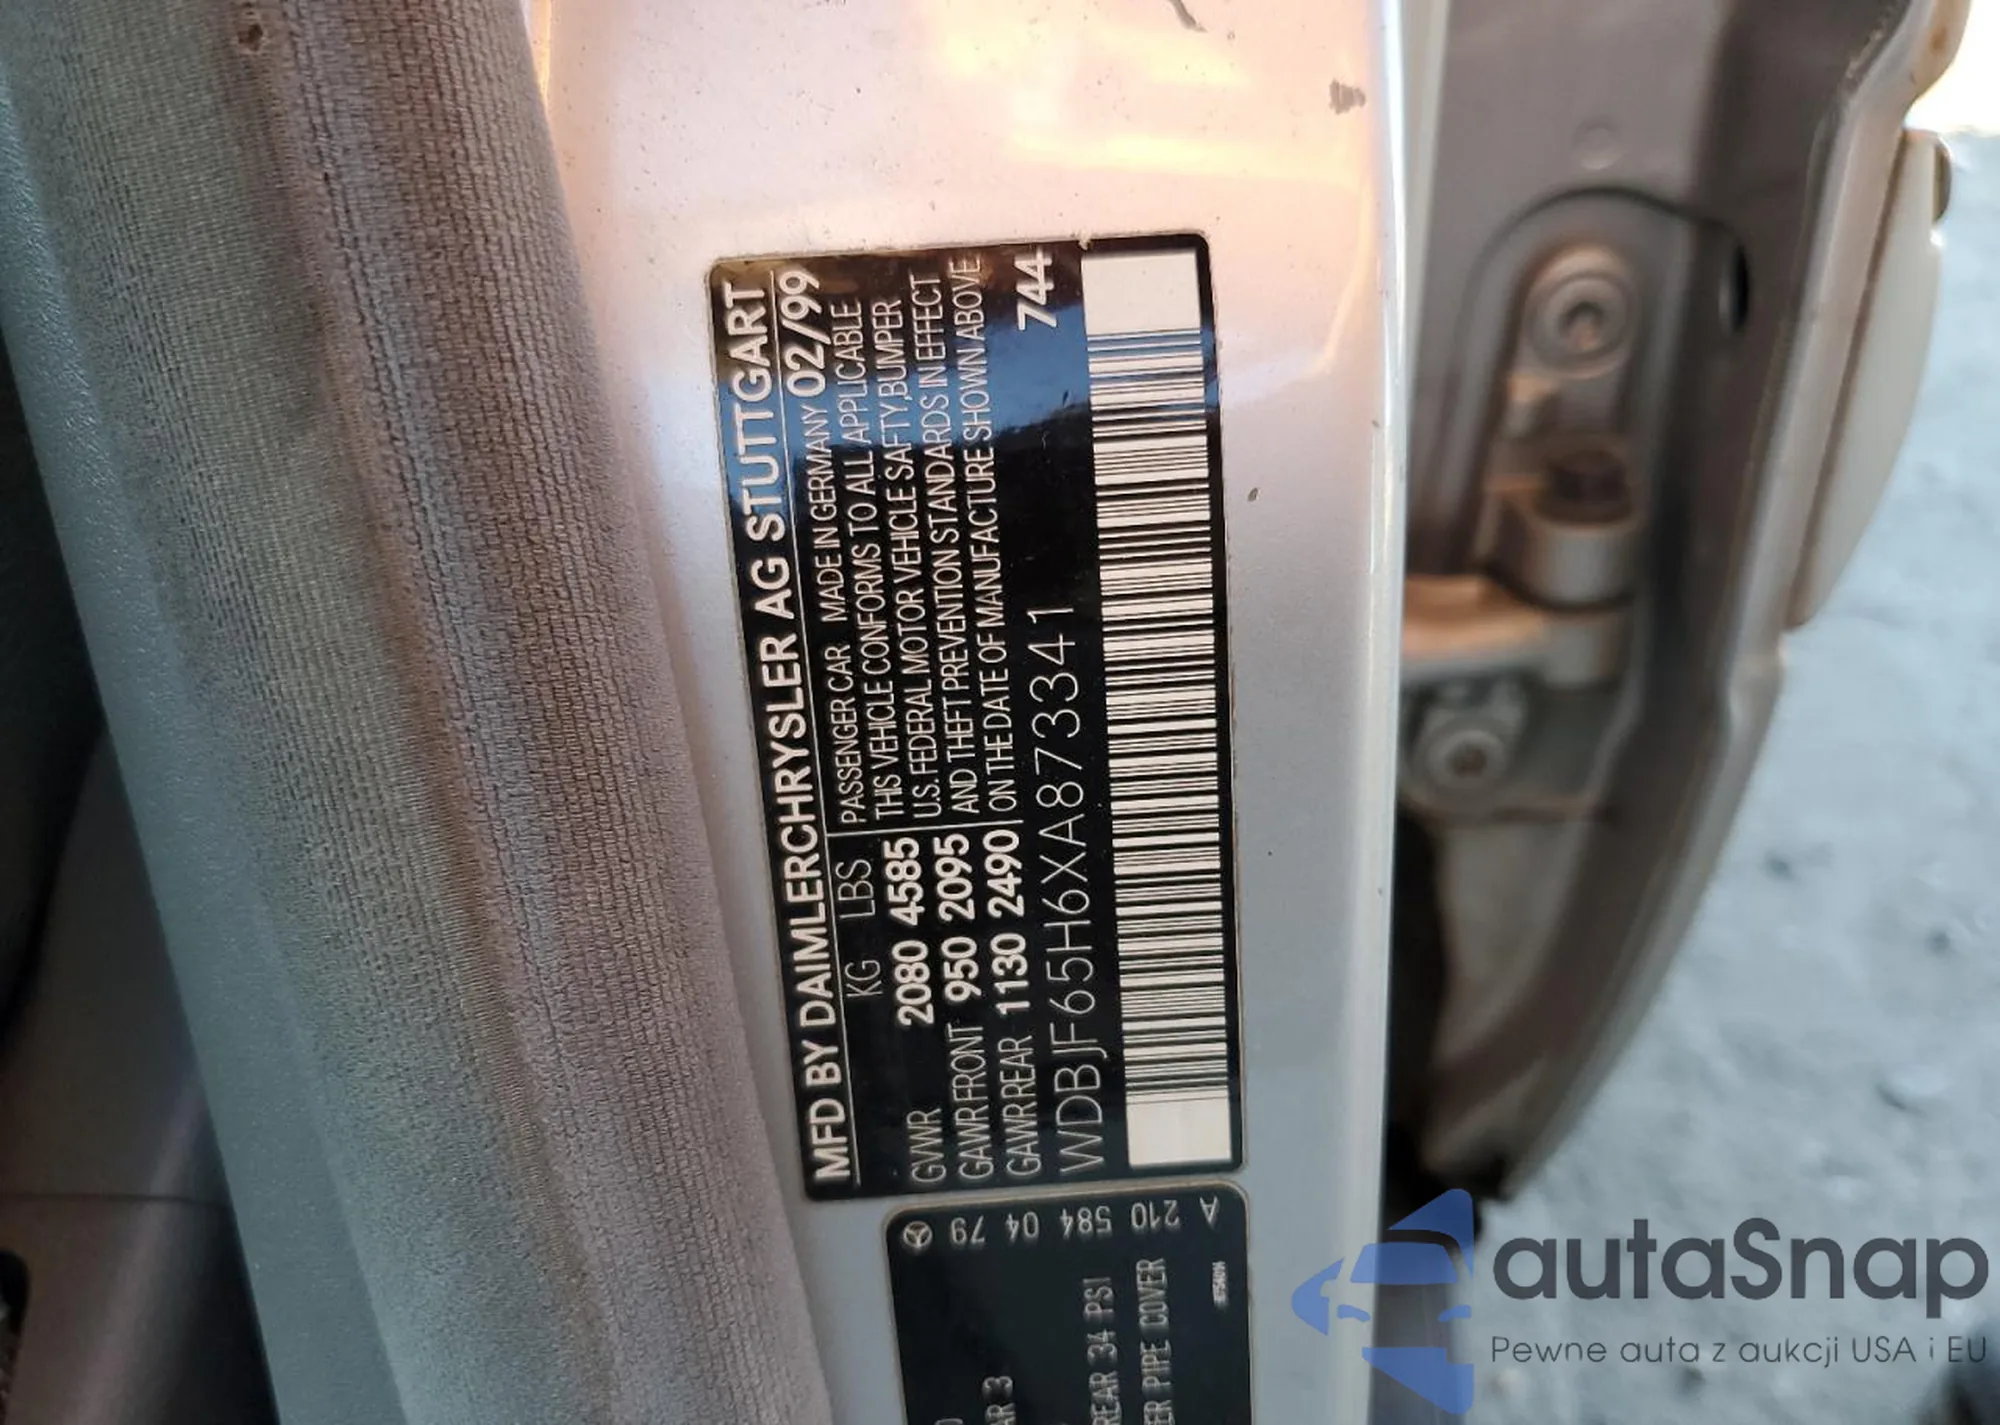 MFD BY DAIMLERCHRYSLER AG STUTTGART
KG LBS
GVWR 2080 4585
GAWR FRONT 950 2095
GAWR REAR 1130 2490
PASSENGER CAR MADE IN GERMANY 02/99
THIS VEHICLE CONFORMS TO ALL APPLICABLE
U.S. FEDERAL MOTOR VEHICLE SAFTY,BUMPER
AND THEFT PREVENTION STANDARDS IN EFFECT
ON THE DATE OF MANUFACTURE SHOWN ABOVE
WDBJF65H6XA873341
744
A 210 584 04 79
REAR 34 PSI
PIPE COVER
autaSnap
Pewne auta z aukcji USA i EU